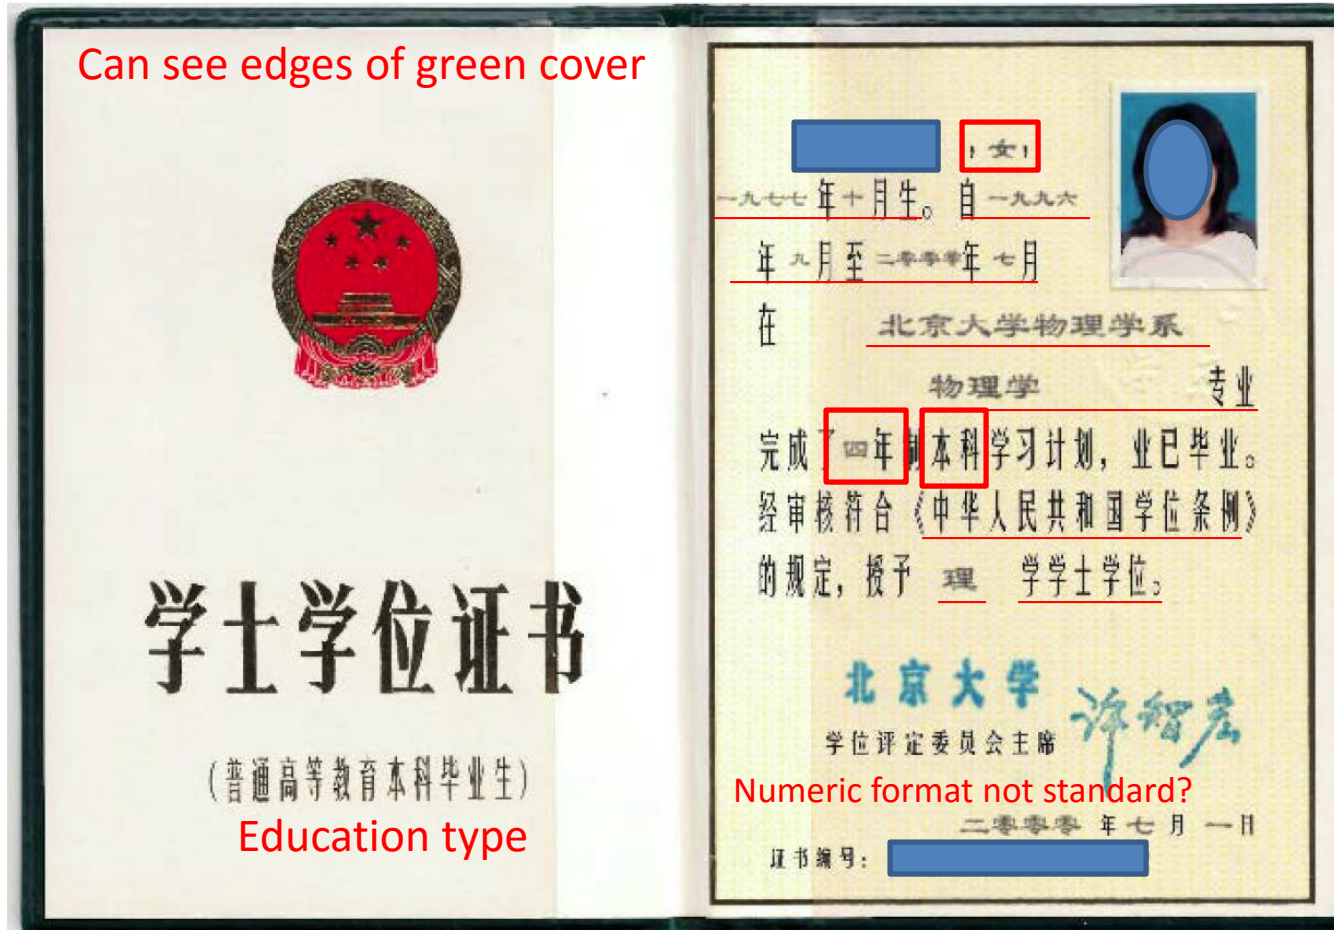 Can see edges of green cover
学士学位证书
(普通高等教育本科毕业生)
Education type
,女,
一九七七年十月生。自一九九六
年九月至二零零零年七月
在 北京大学物理学系
物理学 专业
完成了四年制本科学习计划，业已毕业。
经审核符合《中华人民共和国学位条例》
的规定，授予 理 学学士学位。
北京大学
许智宏
学位评定委员会主席
Numeric format not standard?
二零零零年七月一日
证书编号：